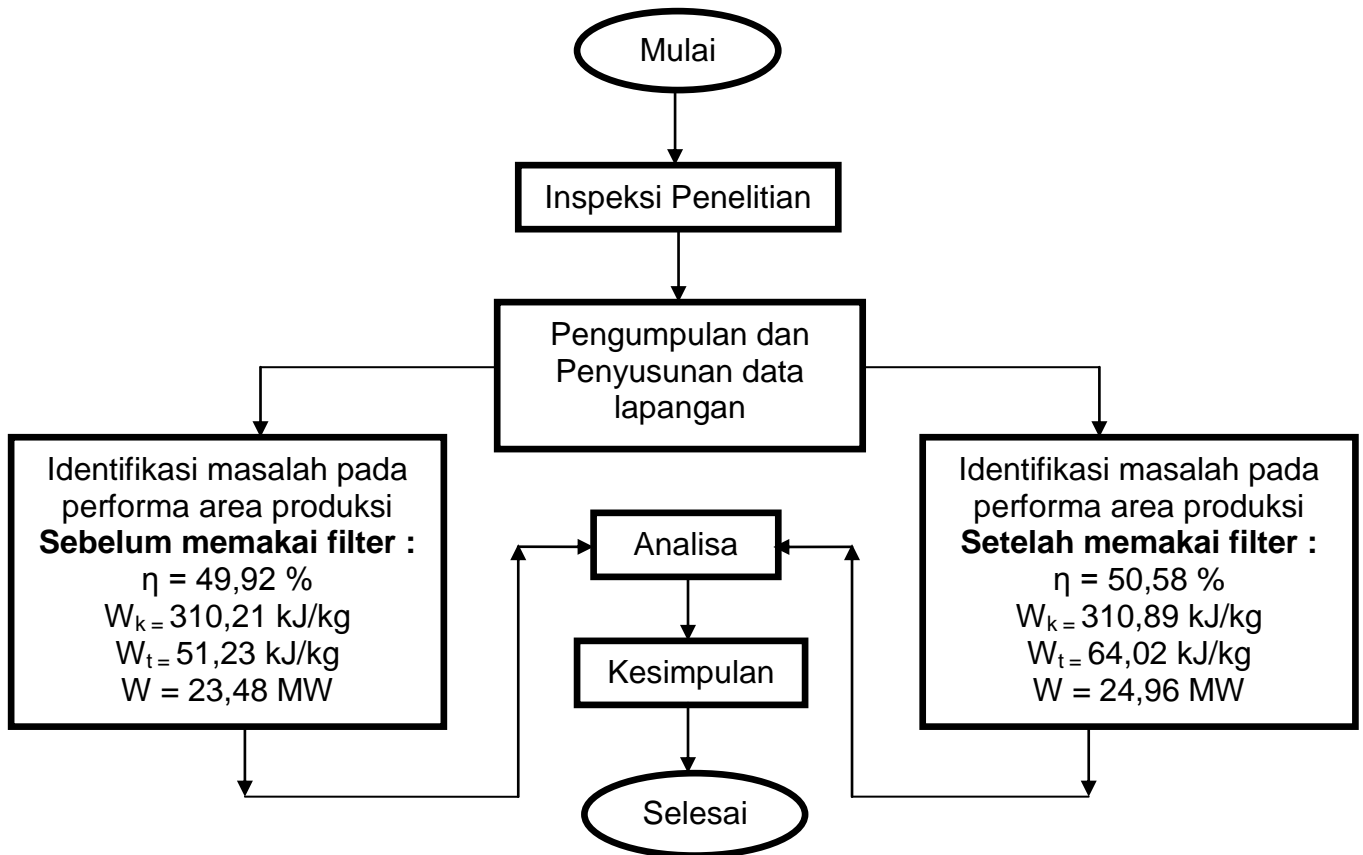 Mulai
Inspeksi Penelitian
Pengumpulan dan
Penyusunan data
lapangan
Identifikasi masalah pada
performa area produksi
Sebelum memakai filter :
η = 49,92 %
Wₖ = 310,21 kJ/kg
Wₜ = 51,23 kJ/kg
W = 23,48 MW
Identifikasi masalah pada
performa area produksi
Setelah memakai filter :
η = 50,58 %
Wₖ = 310,89 kJ/kg
Wₜ = 64,02 kJ/kg
W = 24,96 MW
Analisa
Kesimpulan
Selesai